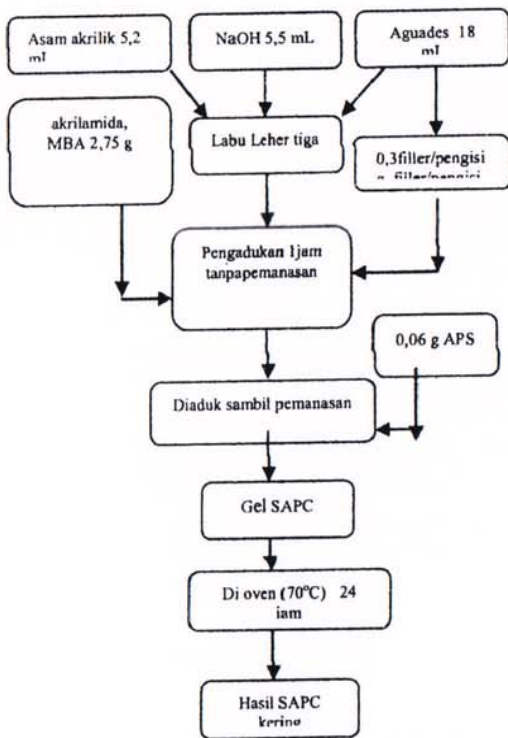 Asam akrilik 5,2
mL
NaOH 5,5 mL
Aguades 18
mL
akrilamida,
MBA 2,75 g
Labu Leher tiga
0,3filler/pengisi
g filler/pengisi
Pengadukan 1jam
tanpapemanasan
0,06 g APS
Diaduk sambil pemanasan
Gel SAPC
Di oven (70°C) 24
jam
Hasil SAPC
kering